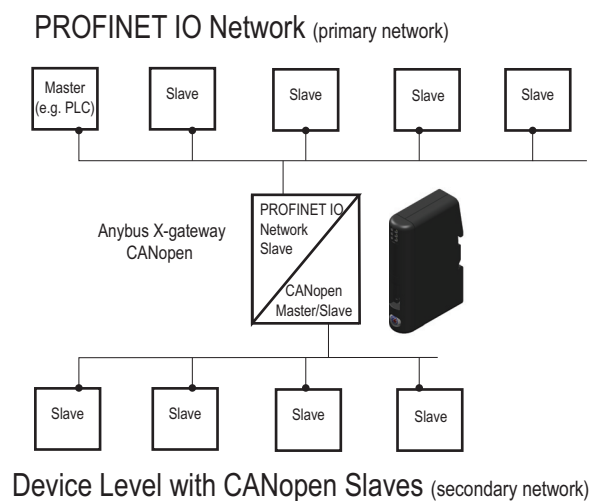 PROFINET IO Network (primary network)
Master
(e.g. PLC)
Slave
Slave
Slave
Slave
Anybus X-gateway
CANopen
PROFINET IO
Network
Slave
CANopen
Master/Slave
Slave
Slave
Slave
Slave
Device Level with CANopen Slaves (secondary network)